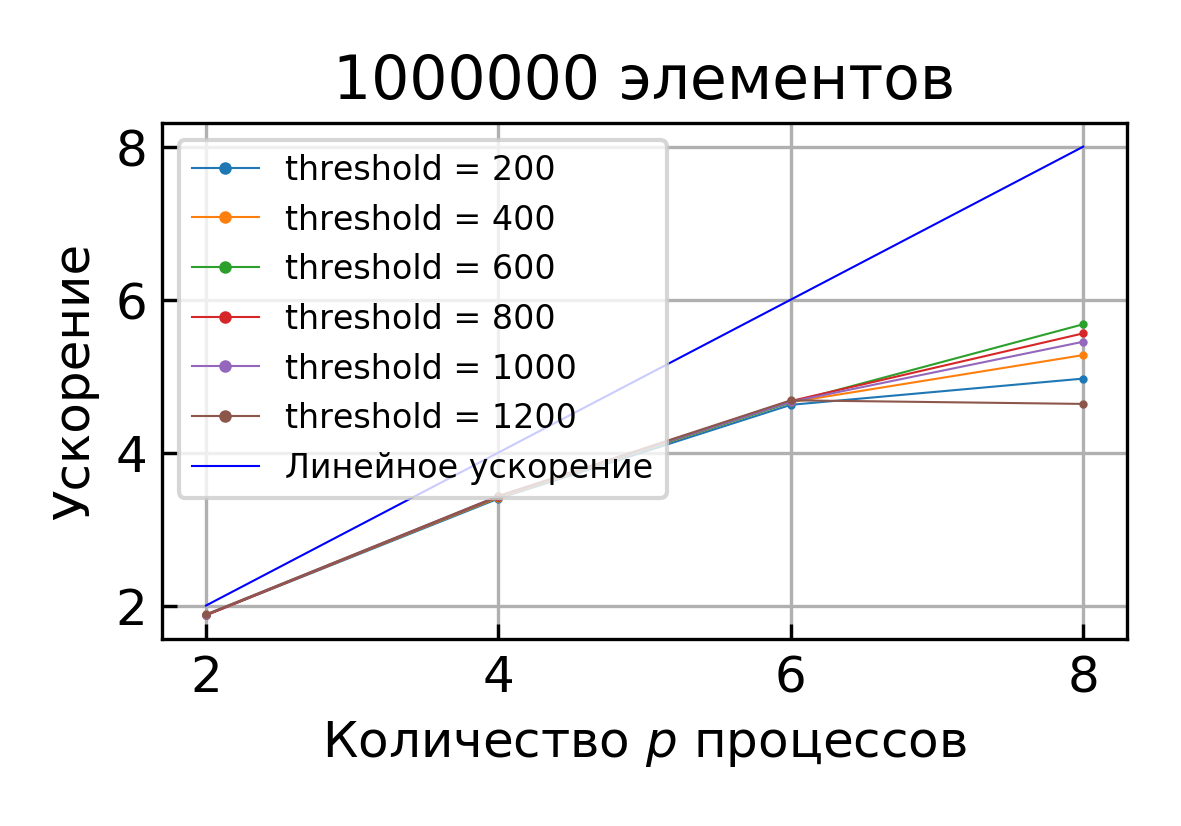 1000000 элементов
Ускорение
8
6
4
2
threshold = 200
threshold = 400
threshold = 600
threshold = 800
threshold = 1000
threshold = 1200
Линейное ускорение
2 4 6 8
Количество p процессов